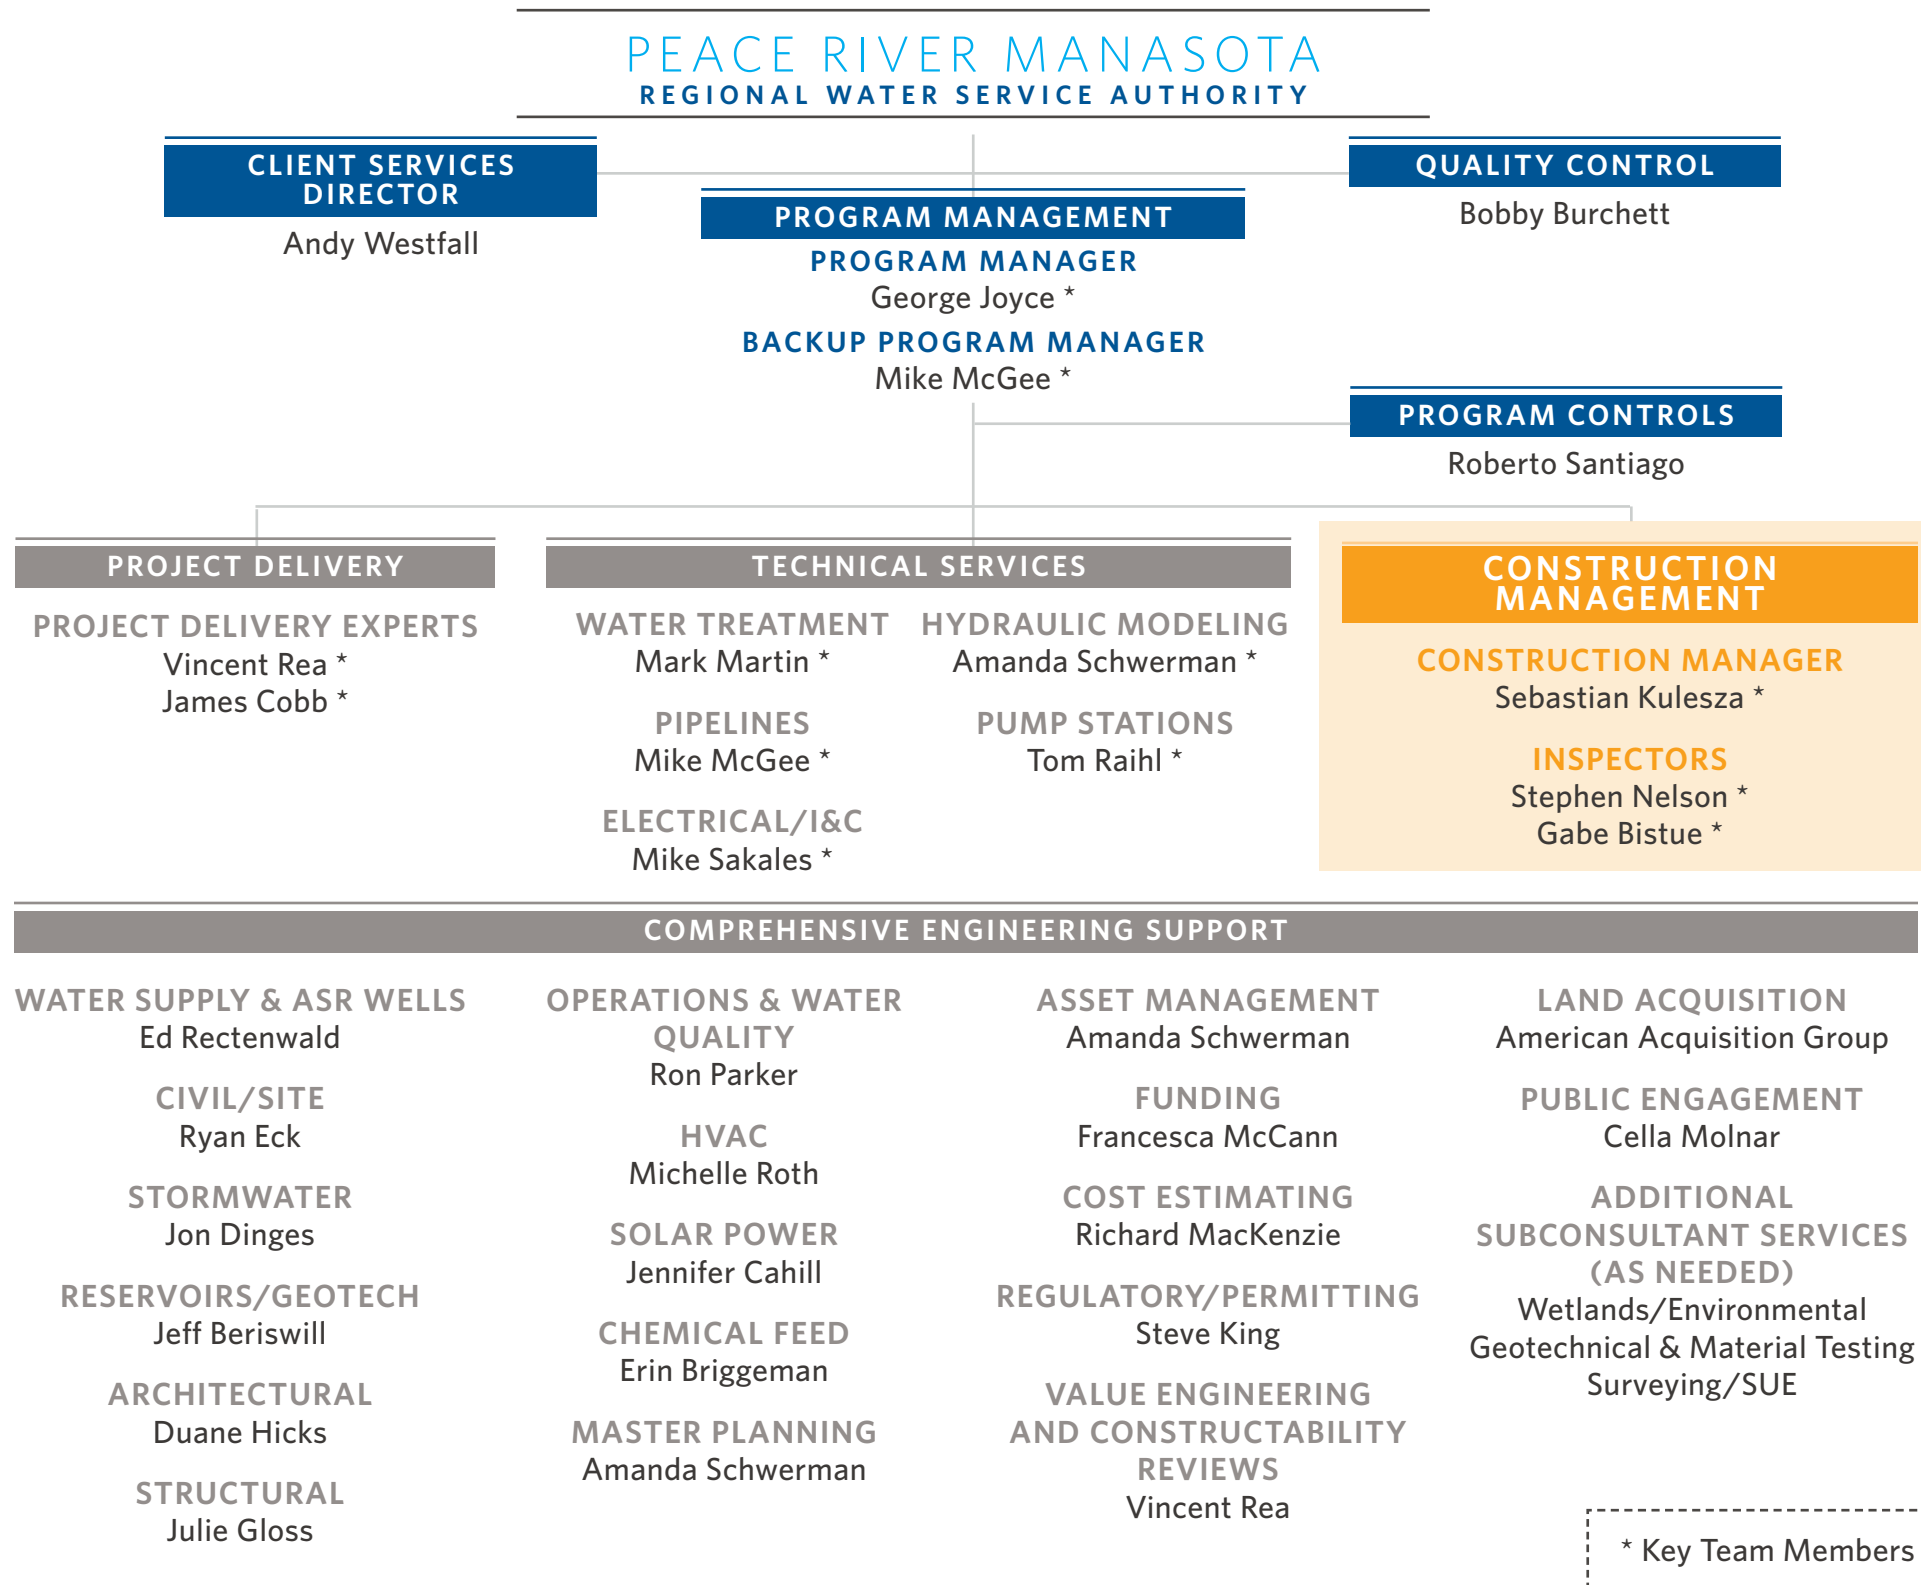 PEACE RIVER MANASOTA
REGIONAL WATER SERVICE AUTHORITY
CLIENT SERVICES
DIRECTOR
Andy Westfall
QUALITY CONTROL
Bobby Burchett
PROGRAM MANAGEMENT
PROGRAM MANAGER
George Joyce *
BACKUP PROGRAM MANAGER
Mike McGee *
PROGRAM CONTROLS
Roberto Santiago
PROJECT DELIVERY
PROJECT DELIVERY EXPERTS
Vincent Rea *
James Cobb *
TECHNICAL SERVICES
WATER TREATMENT
Mark Martin *
PIPELINES
Mike McGee *
ELECTRICAL/I&C
Mike Sakales *
HYDRAULIC MODELING
Amanda Schwerman *
PUMP STATIONS
Tom Raihl *
CONSTRUCTION
MANAGEMENT
CONSTRUCTION MANAGER
Sebastian Kulesza *
INSPECTORS
Stephen Nelson *
Gabe Bistue *
COMPREHENSIVE ENGINEERING SUPPORT
WATER SUPPLY & ASR WELLS
Ed Rectenwald
CIVIL/SITE
Ryan Eck
STORMWATER
Jon Dinges
RESERVOIRS/GEOTECH
Jeff Beriswill
ARCHITECTURAL
Duane Hicks
STRUCTURAL
Julie Gloss
OPERATIONS & WATER
QUALITY
Ron Parker
HVAC
Michelle Roth
SOLAR POWER
Jennifer Cahill
CHEMICAL FEED
Erin Briggeman
MASTER PLANNING
Amanda Schwerman
ASSET MANAGEMENT
Amanda Schwerman
FUNDING
Francesca McCann
COST ESTIMATING
Richard MacKenzie
REGULATORY/PERMITTING
Steve King
VALUE ENGINEERING
AND CONSTRUCTABILITY
REVIEWS
Vincent Rea
LAND ACQUISITION
American Acquisition Group
PUBLIC ENGAGEMENT
Cella Molnar
ADDITIONAL
SUBCONSULTANT SERVICES
(AS NEEDED)
Wetlands/Environmental
Geotechnical & Material Testing
Surveying/SUE
* Key Team Members